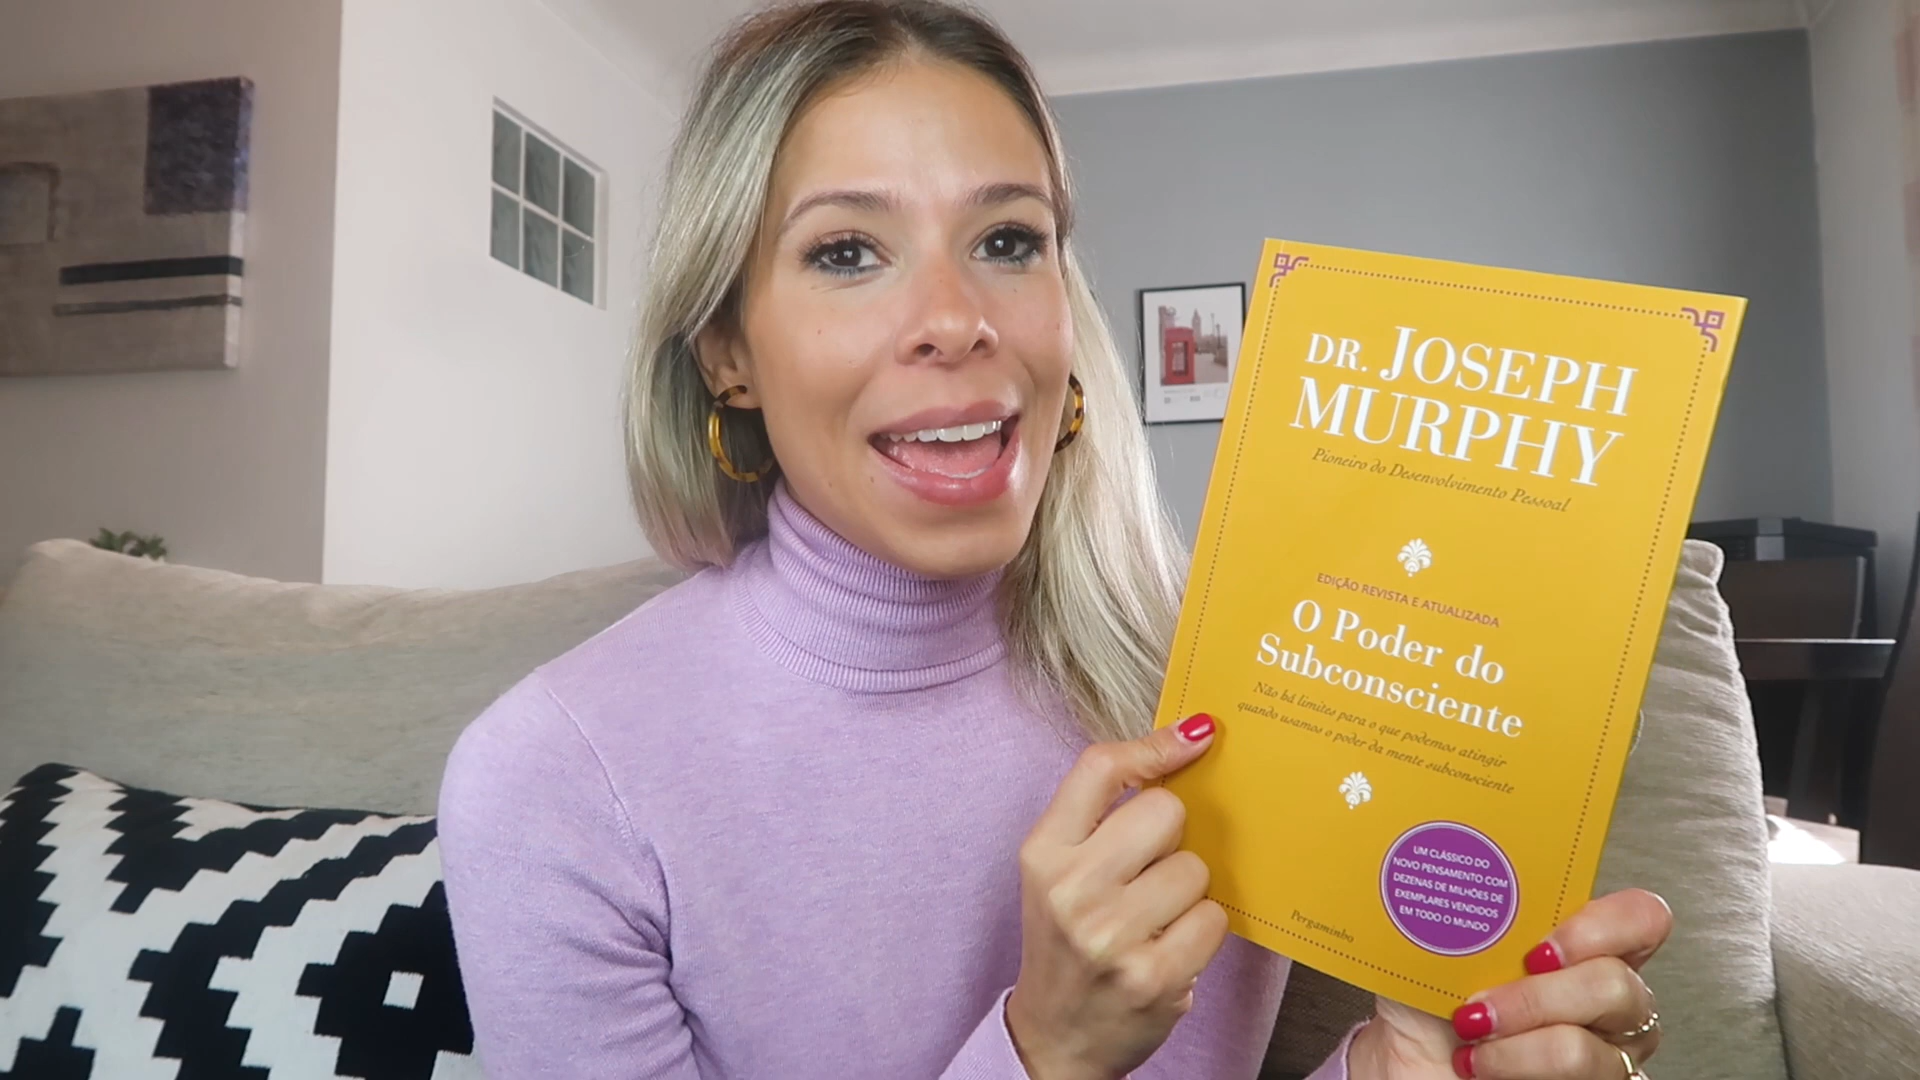 DR. JOSEPH
MURPHY
Pioneiro do Desenvolvimento Pessoal
EDIÇÃO REVISTA E ATUALIZADA
O Poder do
Subconsciente
Não há limites para o que podemos atingir
quando usamos o poder da mente subconsciente
UM CLÁSSICO DO
NOVO PENSAMENTO COM
DEZENAS DE MILHÕES DE
EXEMPLARES VENDIDOS
EM TODO O MUNDO
Pergaminho